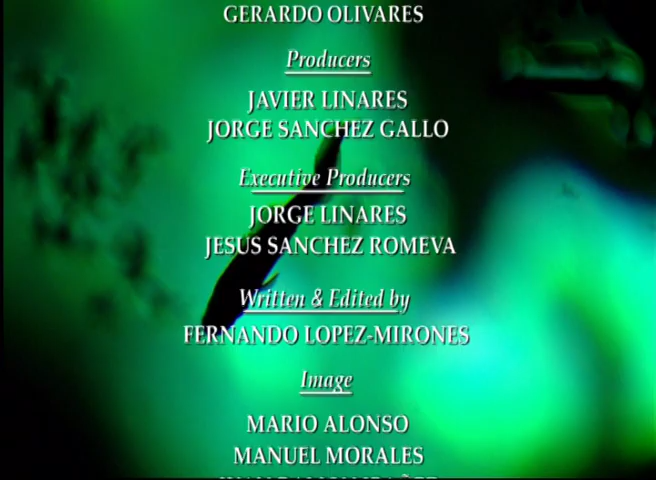 GERARDO OLIVARES
Producers
JAVIER LINARES
JORGE SANCHEZ GALLO
Executive Producers
JORGE LINARES
JESUS SANCHEZ ROMEVA
Written & Edited by
FERNANDO LOPEZ-MIRONES
Image
MARIO ALONSO
MANUEL MORALES